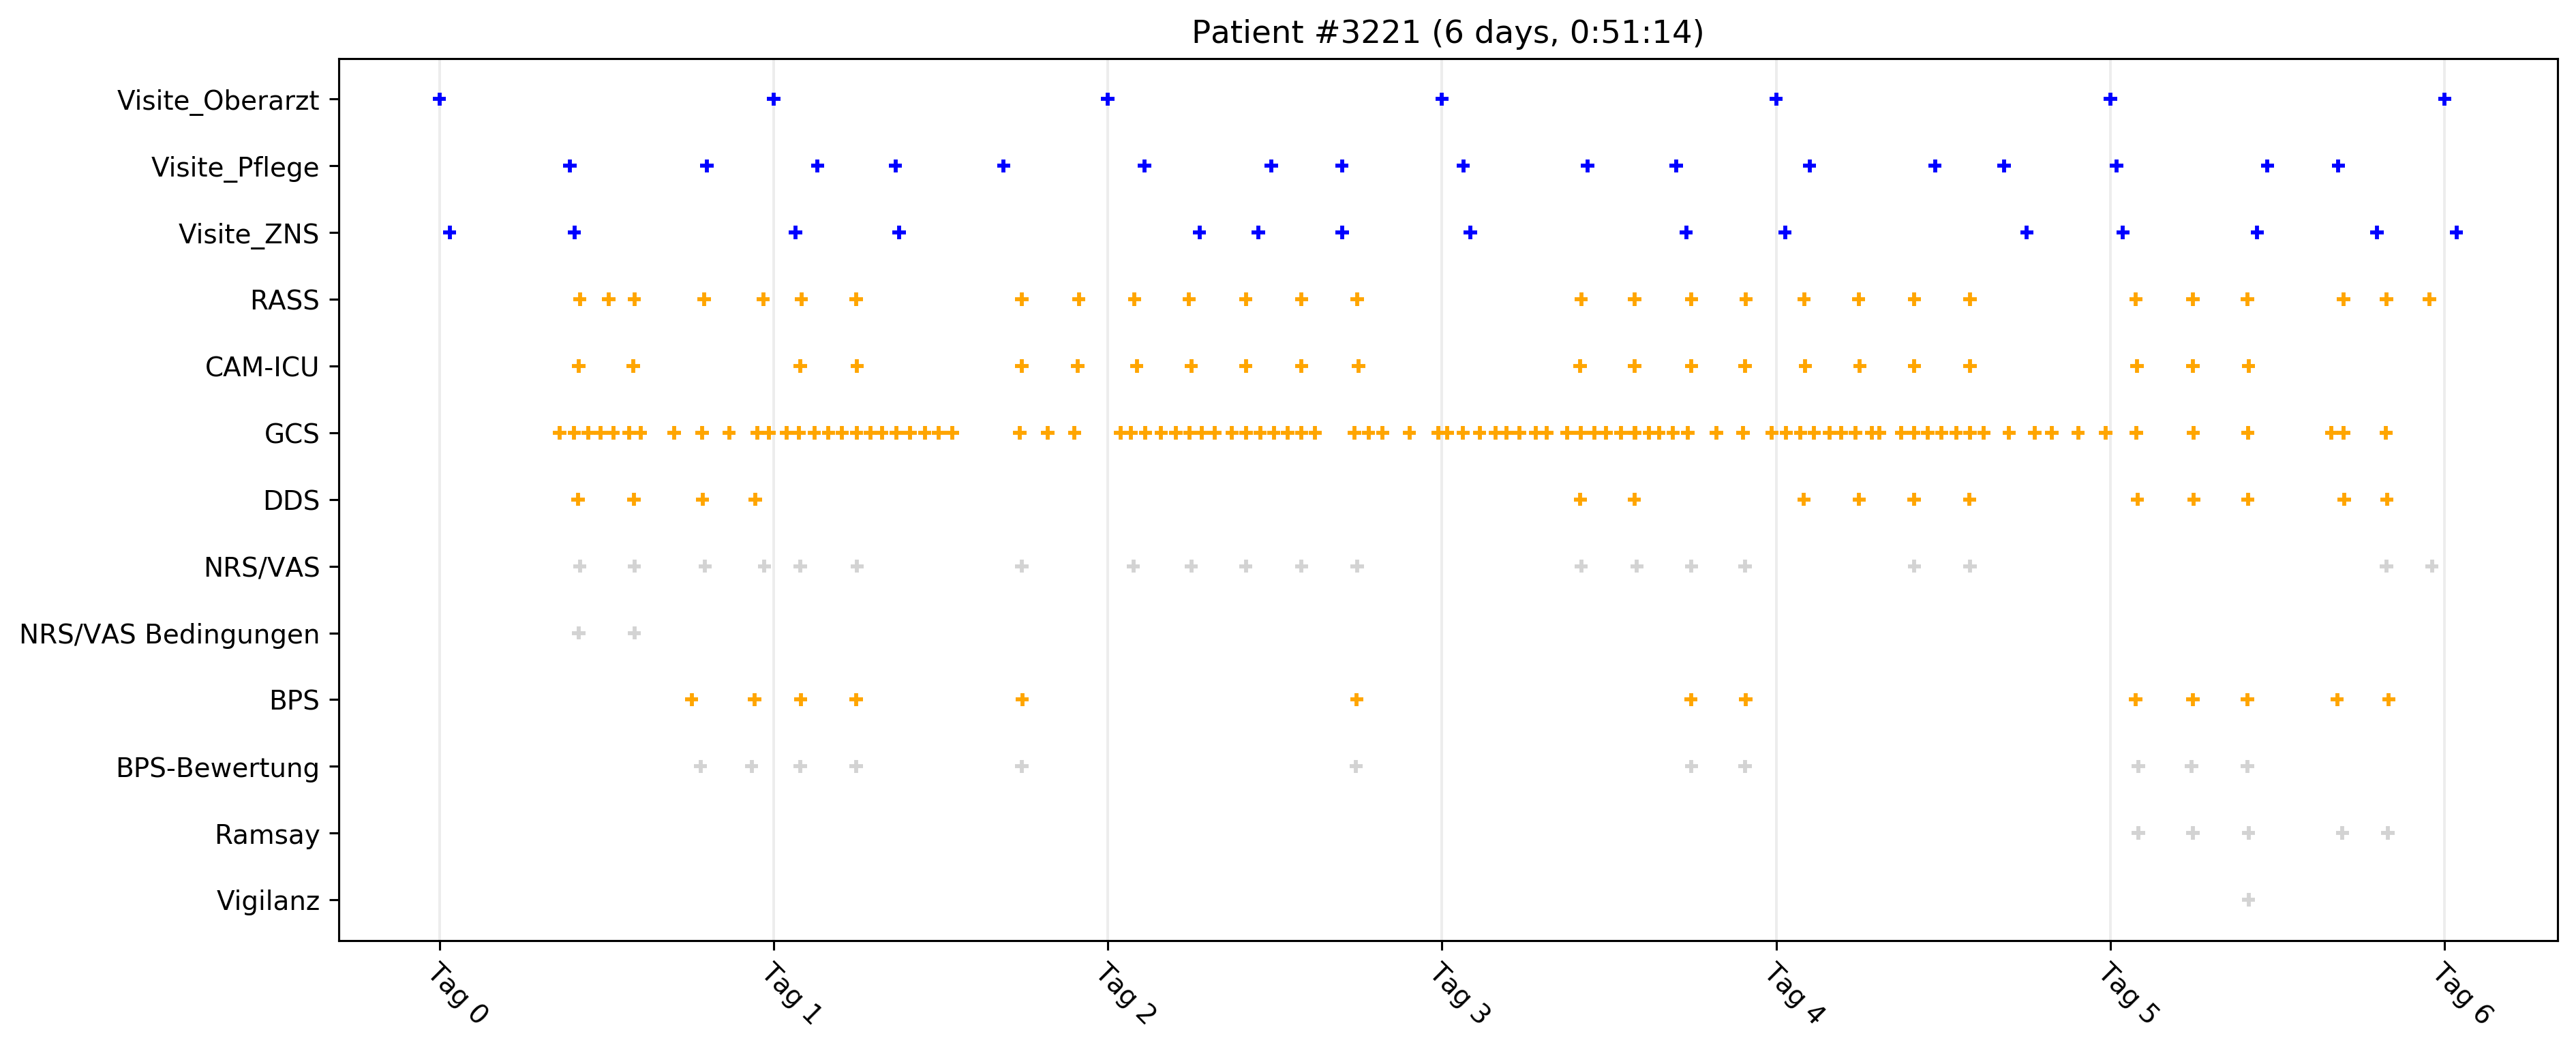 Patient #3221 (6 days, 0:51:14)
Visite_Oberarzt
Visite_Pflege
Visite_ZNS
RASS
CAM-ICU
GCS
DDS
NRS/VAS
NRS/VAS Bedingungen
BPS
BPS-Bewertung
Ramsay
Vigilanz
Tag 0
Tag 1
Tag 2
Tag 3
Tag 4
Tag 5
Tag 6